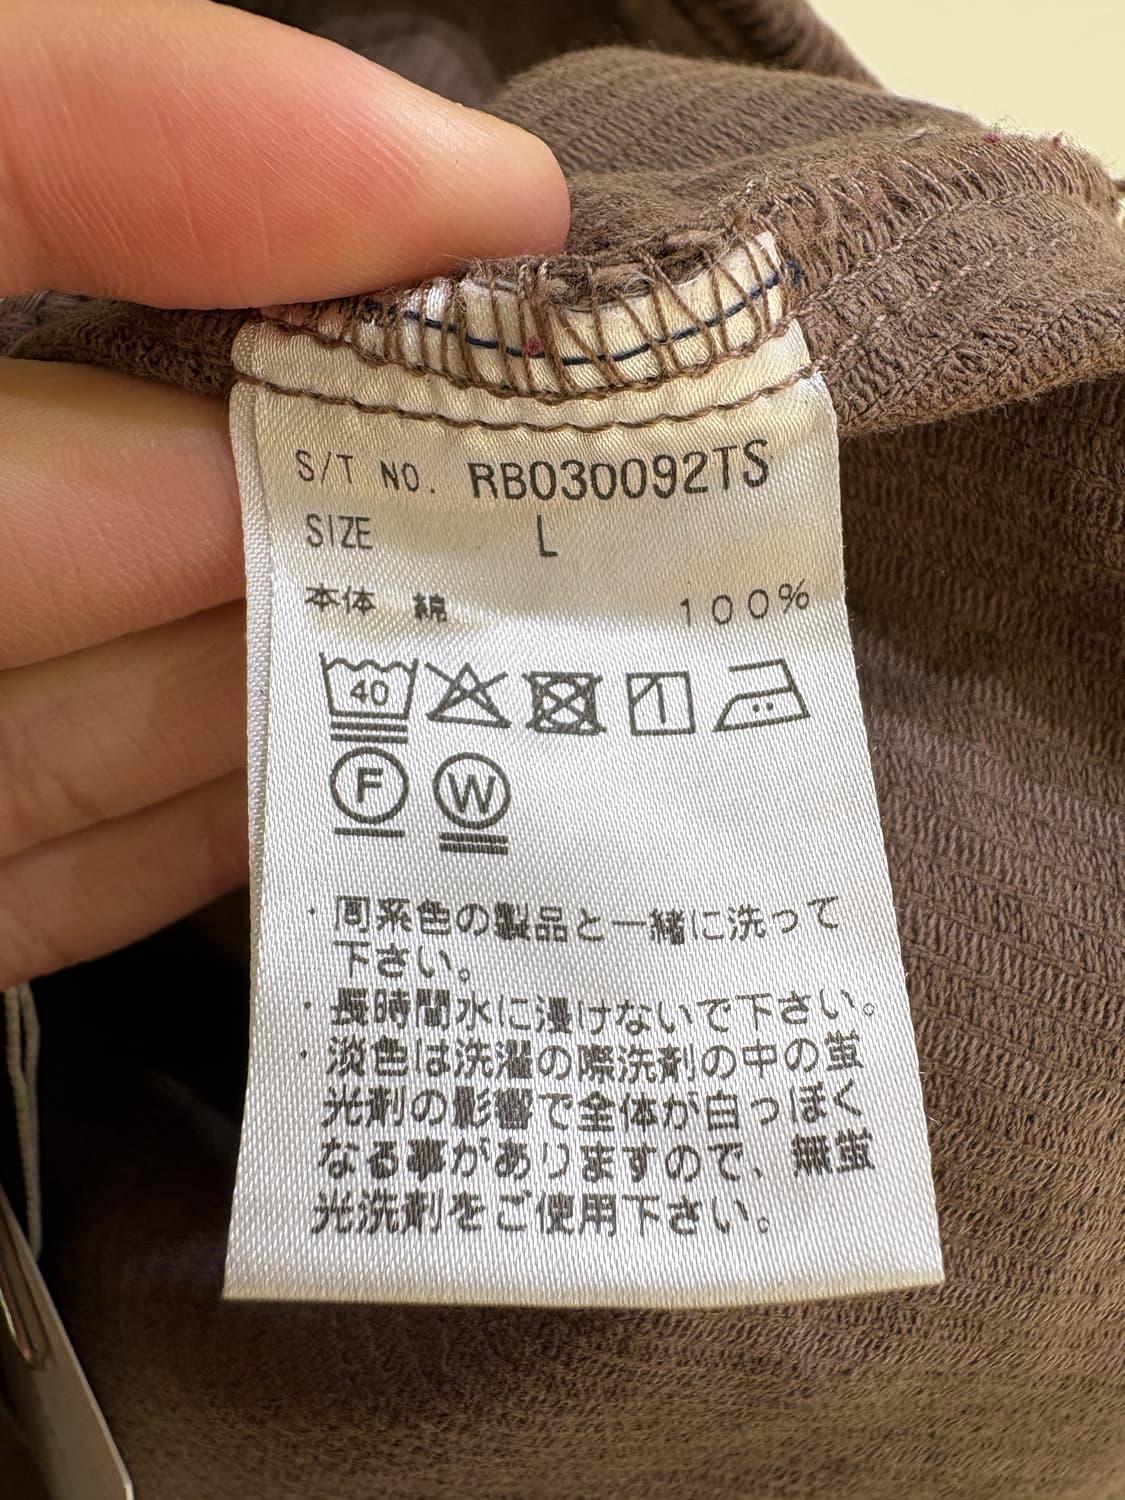 S/T NO. RB030092TS
SIZE L
本体 綿 100%
40
F W
・同系色の製品と一緒に洗って
下さい。
・長時間水に浸けないで下さい。
・淡色は洗濯の際洗剤の中の蛍
光剤の影響で全体が白っぽく
なる事がありますので、無蛍
光洗剤をご使用下さい。